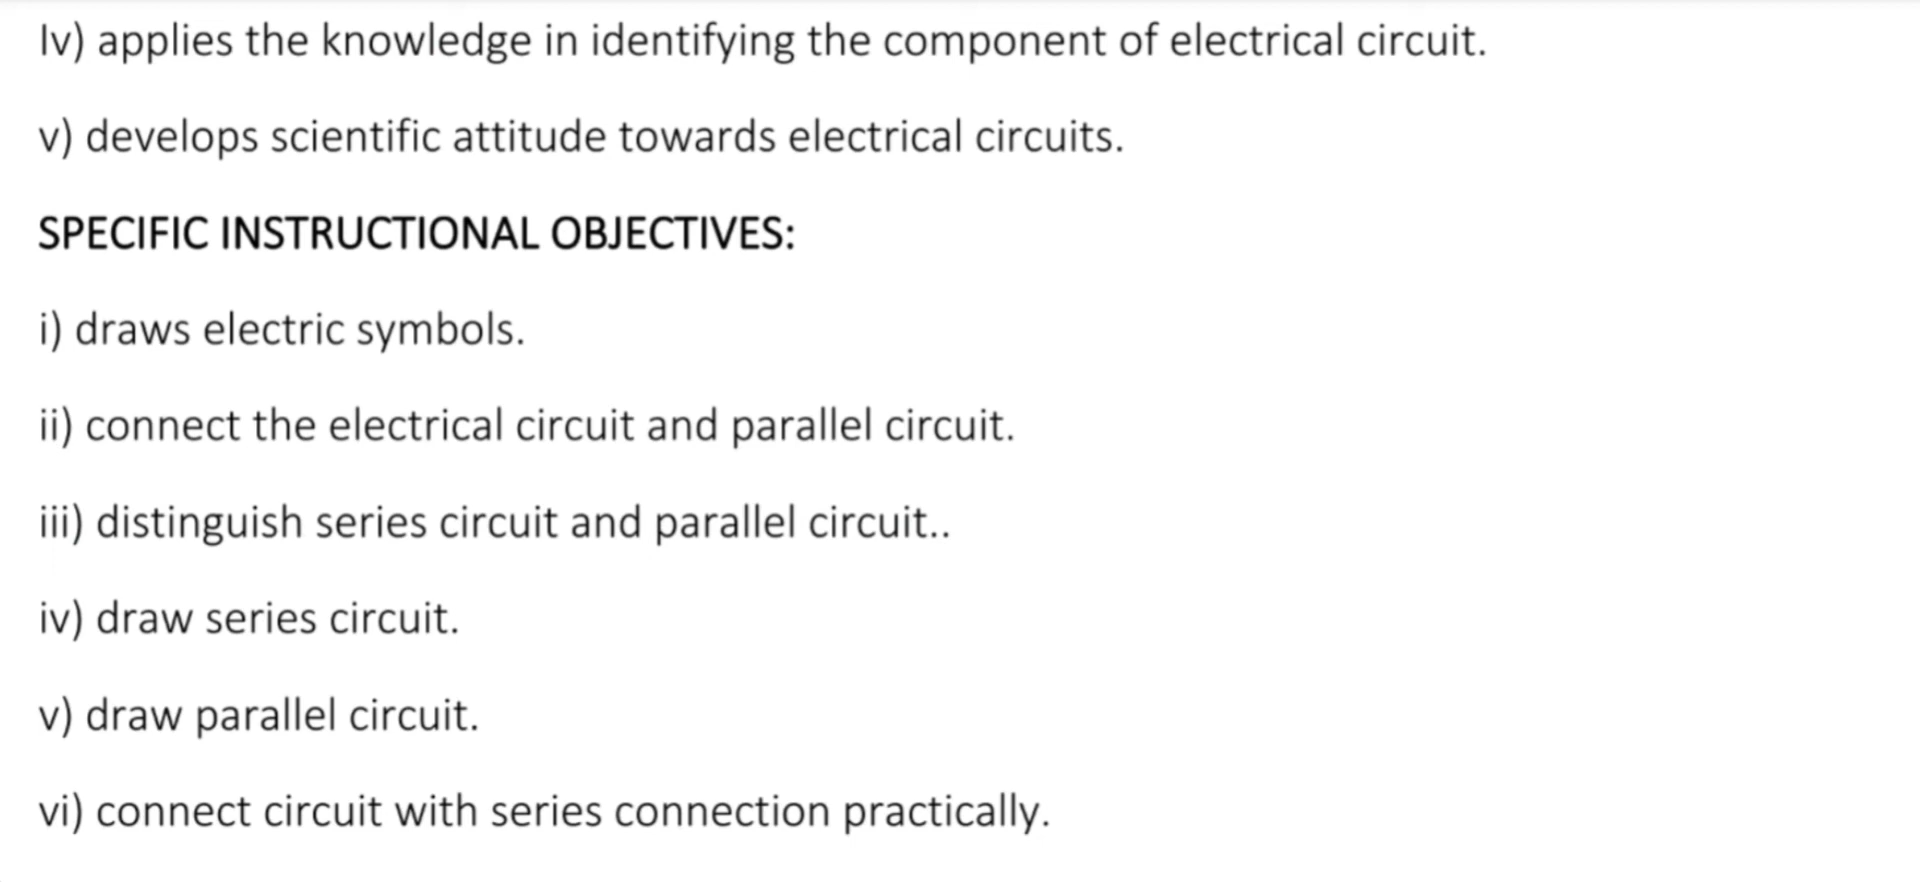 Iv) applies the knowledge in identifying the component of electrical circuit.
v) develops scientific attitude towards electrical circuits.
SPECIFIC INSTRUCTIONAL OBJECTIVES:
i) draws electric symbols.
ii) connect the electrical circuit and parallel circuit.
iii) distinguish series circuit and parallel circuit..
iv) draw series circuit.
v) draw parallel circuit.
vi) connect circuit with series connection practically.